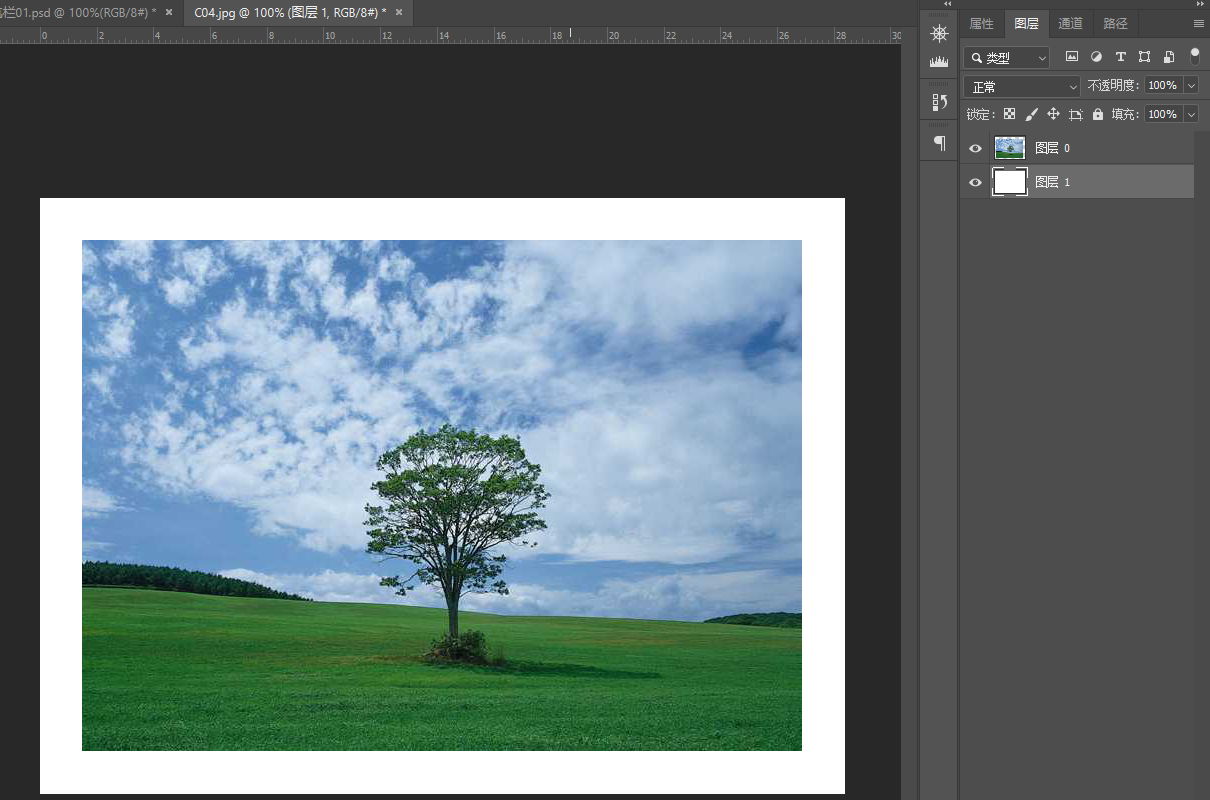 栏01.psd @ 100%(RGB/8#) * × C04.jpg @ 100% (图层 1, RGB/8#) * ×
0 2 4 6 8 10 12 14 16 18 20 22 24 26 28 30
属性 图层 通道 路径
类型
正常 不透明度: 100%
锁定: 填充: 100%
图层 0
图层 1